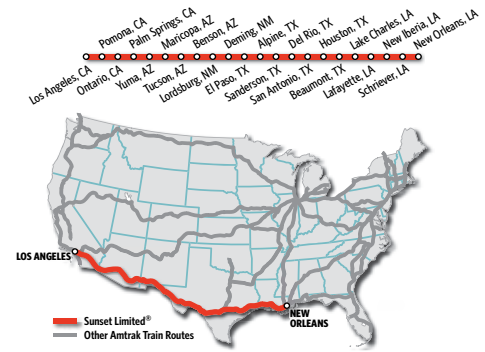 Los Angeles, CA
Pomona, CA
Ontario, CA
Palm Springs, CA
Yuma, AZ
Maricopa, AZ
Tucson, AZ
Benson, AZ
Lordsburg, NM
Deming, NM
El Paso, TX
Alpine, TX
Sanderson, TX
Del Rio, TX
San Antonio, TX
Houston, TX
Beaumont, TX
Lake Charles, LA
Lafayette, LA
New Iberia, LA
Schriever, LA
New Orleans, LA
LOS ANGELES
NEW
ORLEANS
Sunset Limited®
Other Amtrak Train Routes